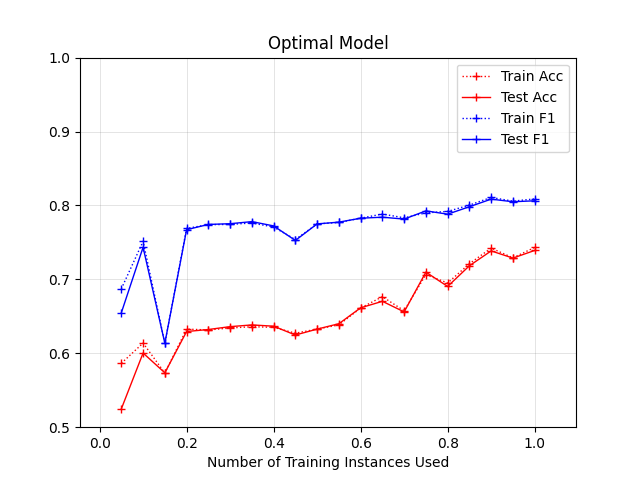 Optimal Model
1.0
0.9
0.8
0.7
0.6
0.5
Train Acc
Test Acc
Train F1
Test F1
0.0 0.2 0.4 0.6 0.8 1.0
Number of Training Instances Used